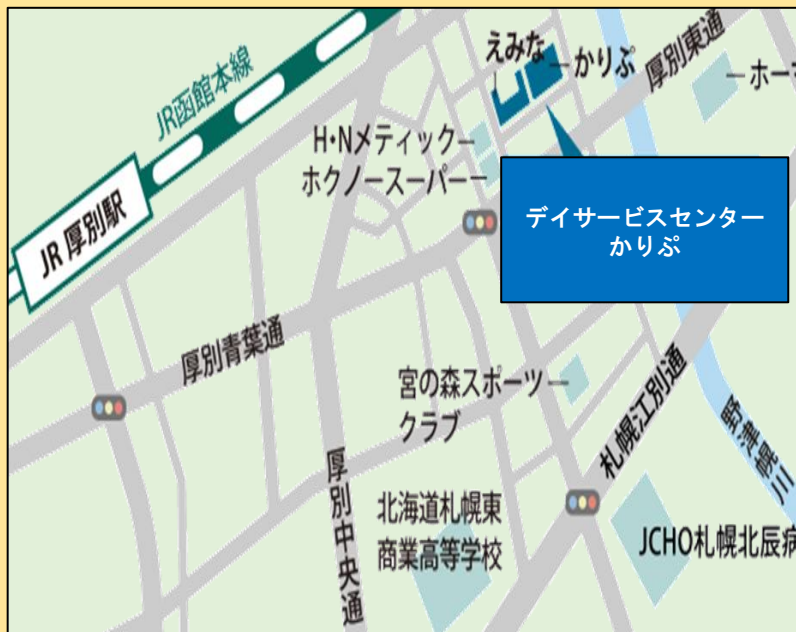 えみな
かりぷ
厚別東通
ホーマ
JR函館本線
H・Nメティック
ホクノースーパー
デイサービスセンター
かりぷ
JR 厚別駅
厚別青葉通
宮の森スポーツ
クラブ
札幌江別通
野津幌川
厚別中央通
北海道札幌東
商業高等学校
JCHO札幌北辰病